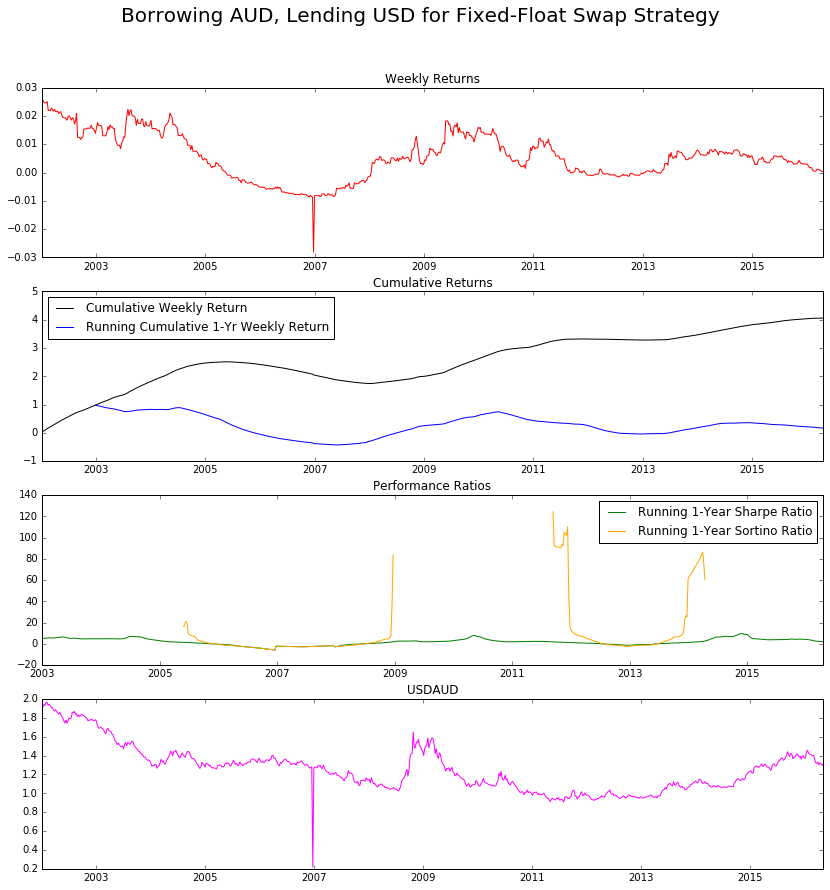 Borrowing AUD, Lending USD for Fixed-Float Swap Strategy
Weekly Returns
0.03
0.02
0.01
0.00
−0.01
−0.02
−0.03
2003 2005 2007 2009 2011 2013 2015
Cumulative Returns
Cumulative Weekly Return
Running Cumulative 1-Yr Weekly Return
5
4
3
2
1
0
−1
2003 2005 2007 2009 2011 2013 2015
Performance Ratios
Running 1-Year Sharpe Ratio
Running 1-Year Sortino Ratio
140
120
100
80
60
40
20
0
−20
2003 2005 2007 2009 2011 2013 2015
USDAUD
2.0
1.8
1.6
1.4
1.2
1.0
0.8
0.6
0.4
0.2
2003 2005 2007 2009 2011 2013 2015